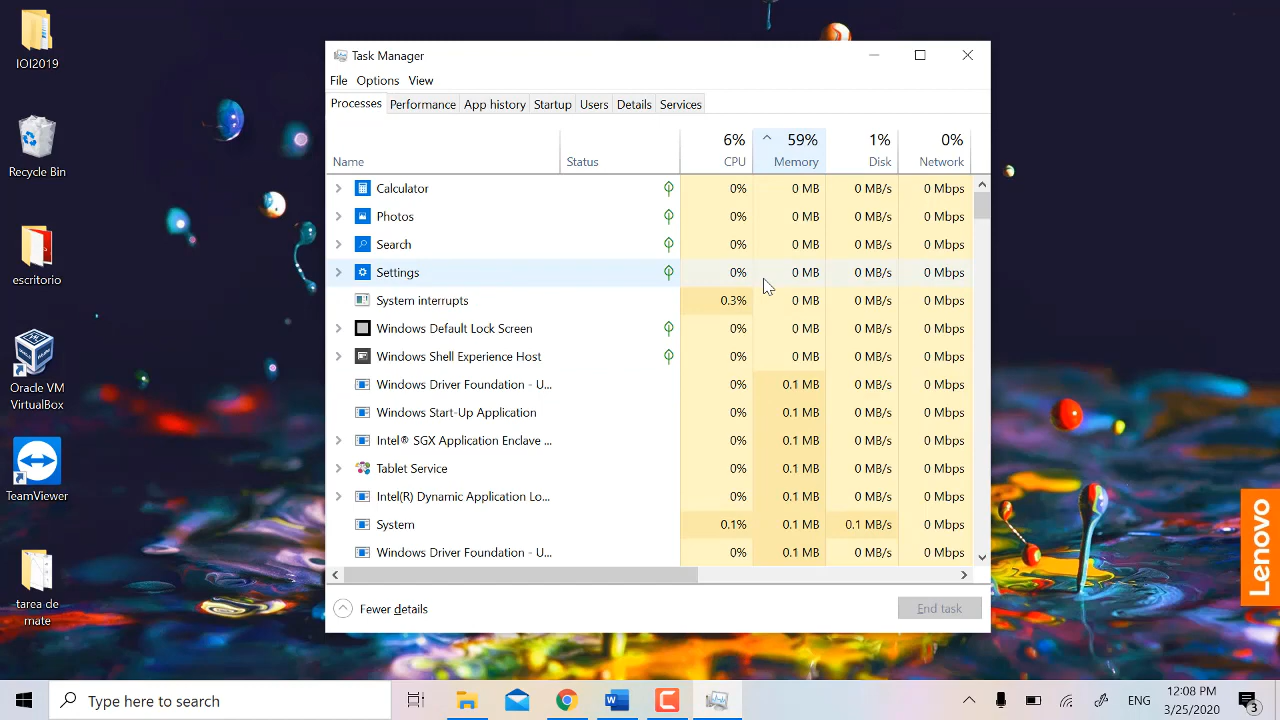 IOI2019
Recycle Bin
escritorio
Oracle VM
VirtualBox
TeamViewer
tarea de
mate
Task Manager
File Options View
Processes Performance App history Startup Users Details Services
6% 59% 1% 0%
Name Status CPU Memory Disk Network
Calculator 0% 0 MB 0 MB/s 0 Mbps
Photos 0% 0 MB 0 MB/s 0 Mbps
Search 0% 0 MB 0 MB/s 0 Mbps
Settings 0% 0 MB 0 MB/s 0 Mbps
System interrupts 0.3% 0 MB 0 MB/s 0 Mbps
Windows Default Lock Screen 0% 0 MB 0 MB/s 0 Mbps
Windows Shell Experience Host 0% 0 MB 0 MB/s 0 Mbps
Windows Driver Foundation - U... 0% 0.1 MB 0 MB/s 0 Mbps
Windows Start-Up Application 0% 0.1 MB 0 MB/s 0 Mbps
Intel® SGX Application Enclave ... 0% 0.1 MB 0 MB/s 0 Mbps
Tablet Service 0% 0.1 MB 0 MB/s 0 Mbps
Intel(R) Dynamic Application Lo... 0% 0.1 MB 0 MB/s 0 Mbps
System 0.1% 0.1 MB 0.1 MB/s 0 Mbps
Windows Driver Foundation - U... 0% 0.1 MB 0 MB/s 0 Mbps
Fewer details End task
Lenovo
Type here to search
W
C
ENG
12:08 PM
3/25/2020
3